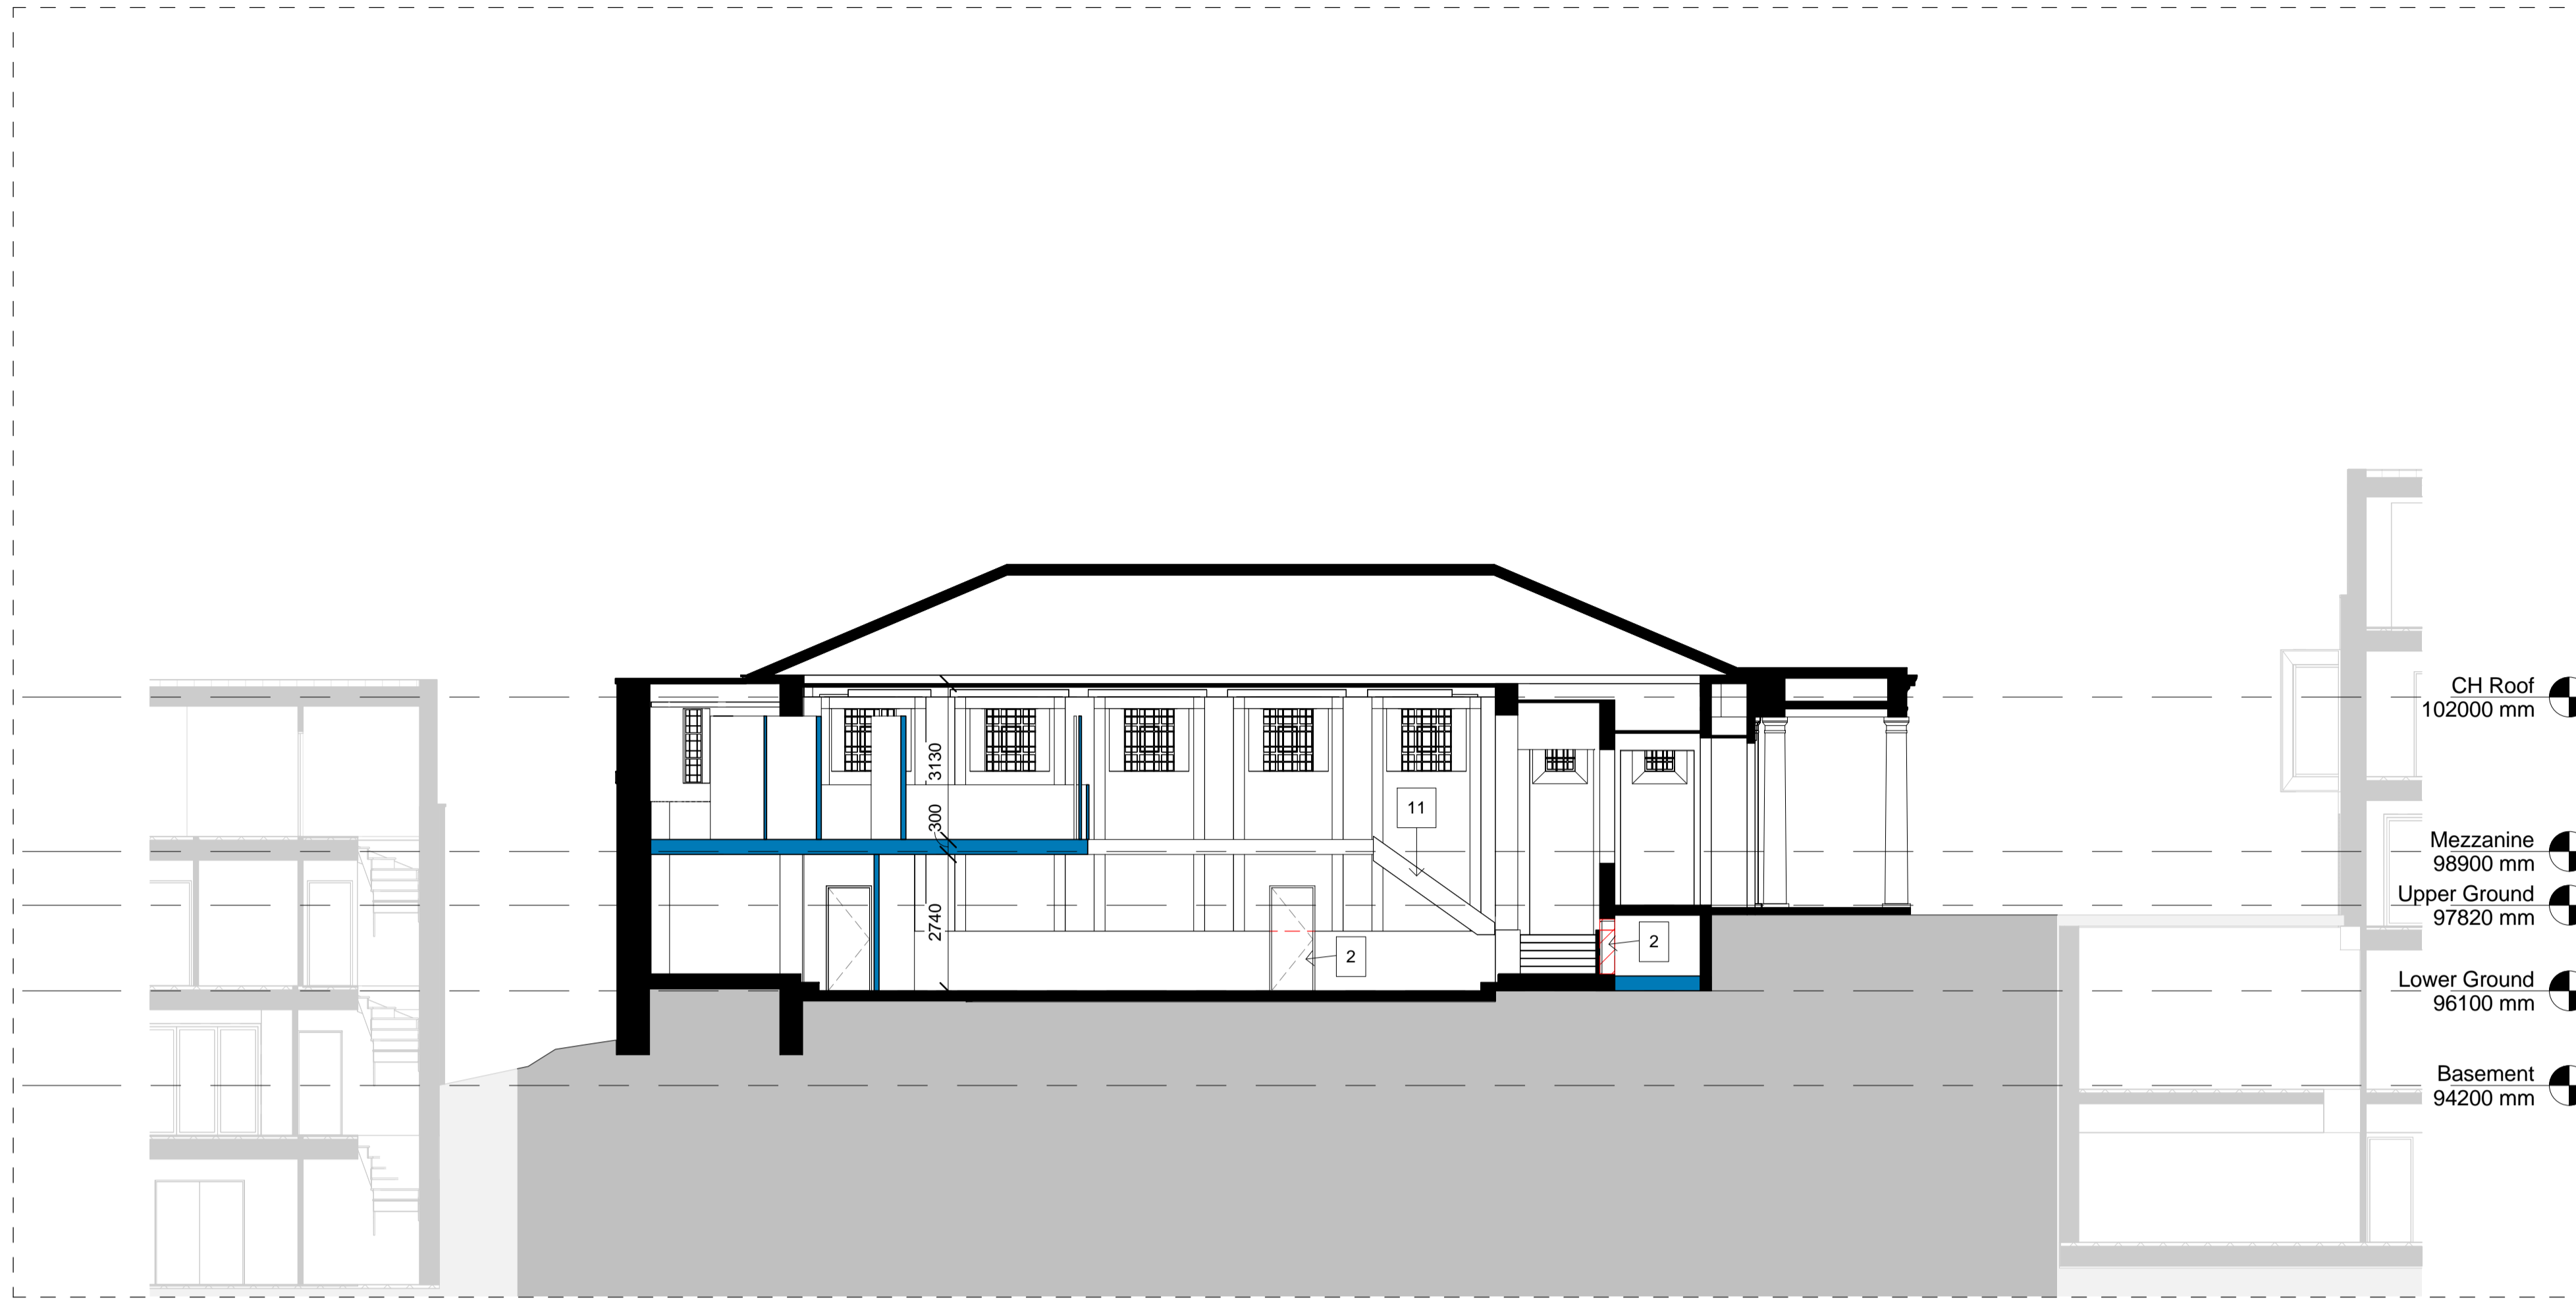 CH Roof
102000 mm
3130
300
11
Mezzanine
98900 mm
Upper Ground
97820 mm
2740
2
2
Lower Ground
96100 mm
Basement
94200 mm